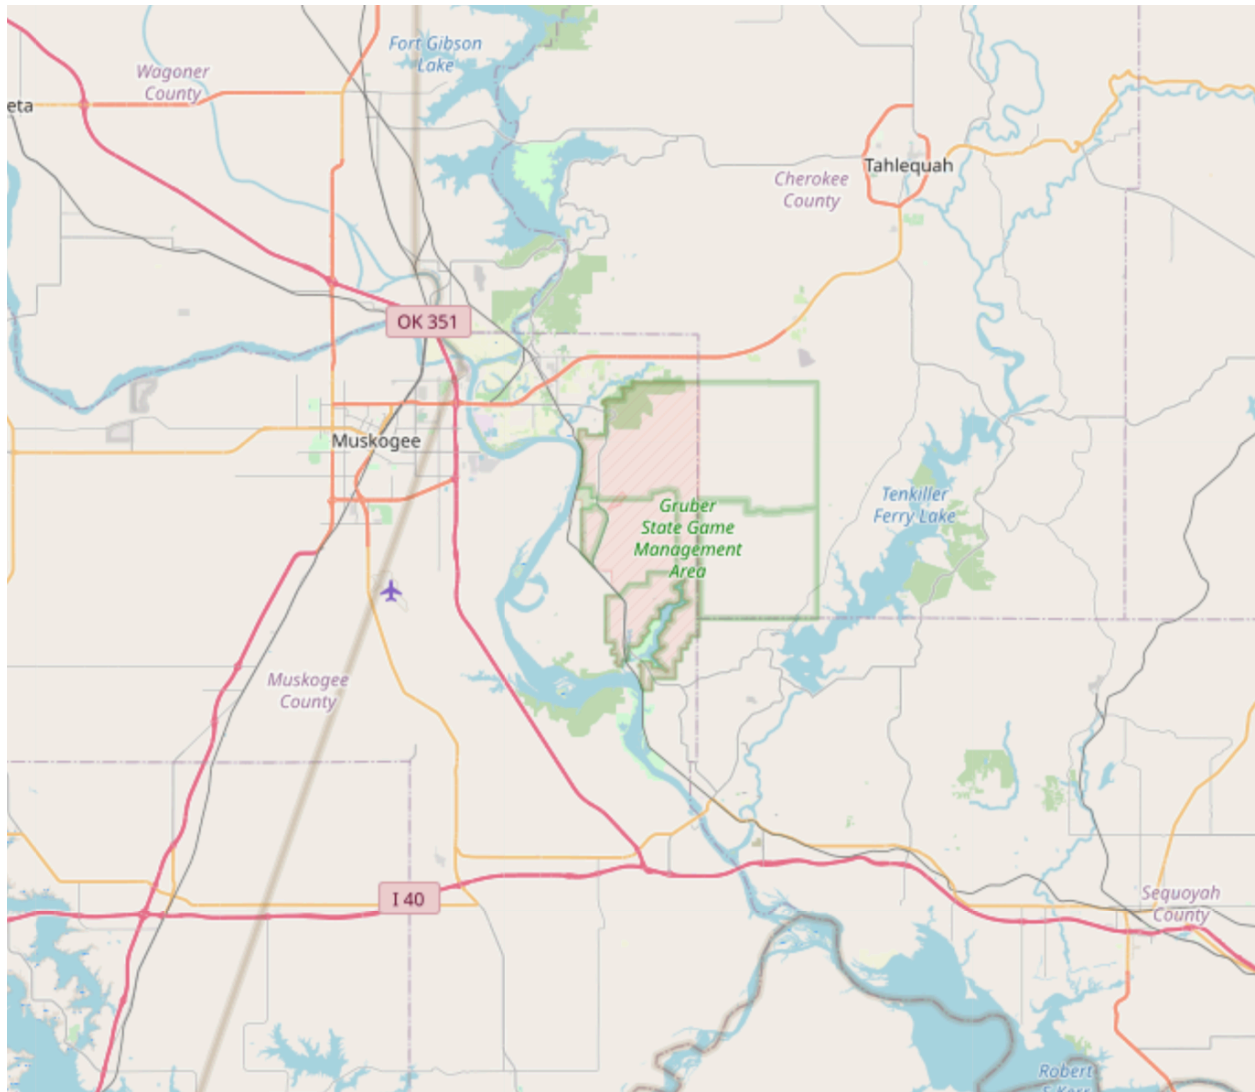 Fort Gibson
Lake
Wagoner
County
eta
Tahlequah
Cherokee
County
OK 351
Muskogee
Tenkiller
Ferry Lake
Gruber
State Game
Management
Area
Muskogee
County
I 40
Sequoyah
County
Robert
S Kerr